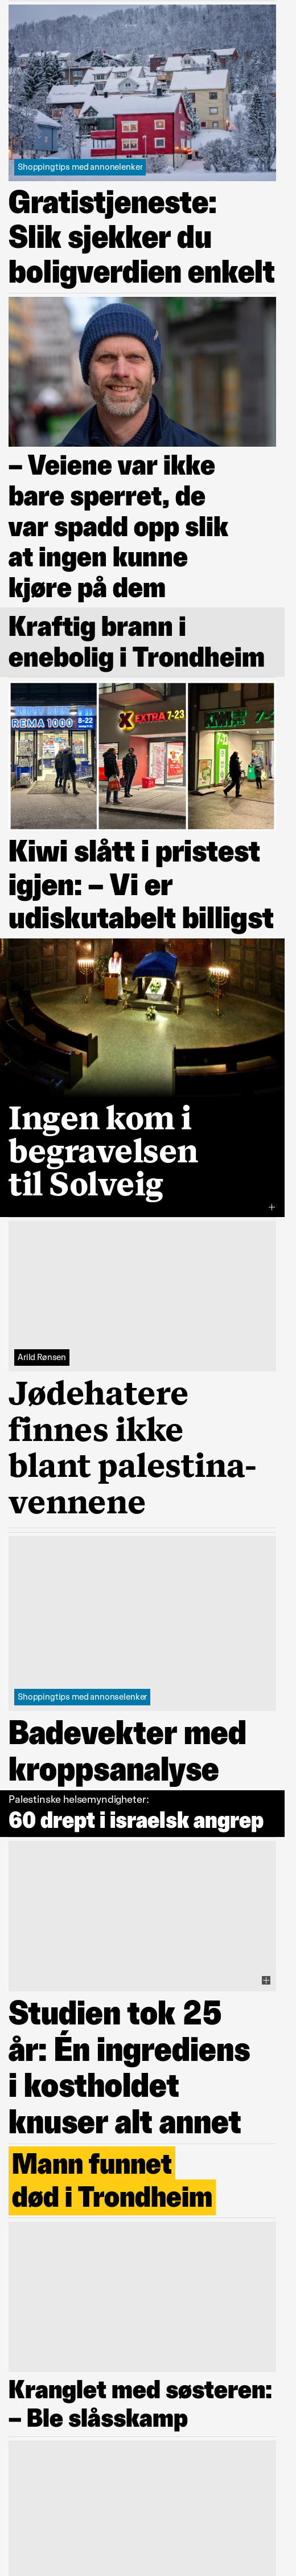 Shoppingtips med annonelenker
Gratistjeneste:
Slik sjekker du
boligverdien enkelt
– Veiene var ikke
bare sperret, de
var spadd opp slik
at ingen kunne
kjøre på dem
Kraftig brann i
enebolig i Trondheim
REMA 1000 8-22
X EXTRA 7-23
KIWI
Kiwi slått i pristest
igjen: – Vi er
udiskutabelt billigst
Ingen kom i
begravelsen
til Solveig
+
Arild Rønsen
Jødehatere
finnes ikke
blant palestina-
vennene
Shoppingtips med annonselenker
Badevekter med
kroppsanalyse
Palestinske helsemyndigheter:
60 drept i israelsk angrep
Studien tok 25
år: Én ingrediens
i kostholdet
knuser alt annet
Mann funnet
død i Trondheim
Kranglet med søsteren:
– Ble slåsskamp